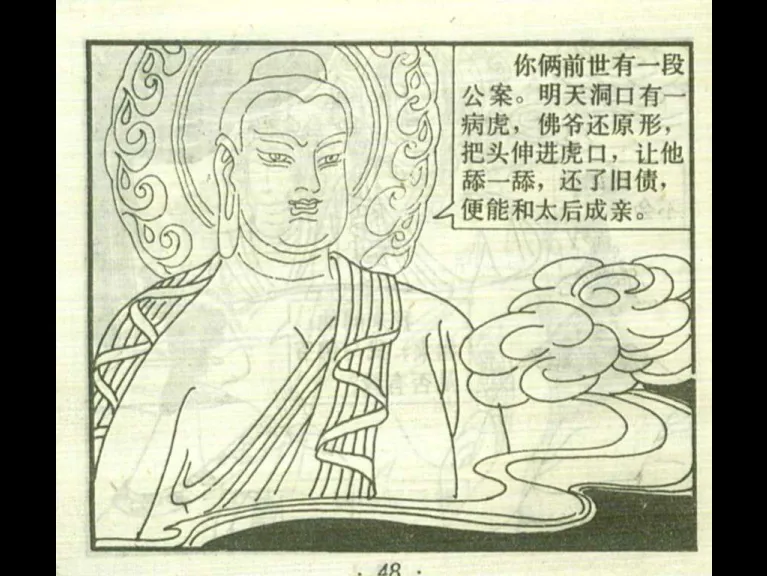 你俩前世有一段
公案。明天洞口有一
病虎，佛爷还原形，
把头伸进虎口，让他
舔一舔，还了旧债，
便能和太后成亲。
· 48 ·